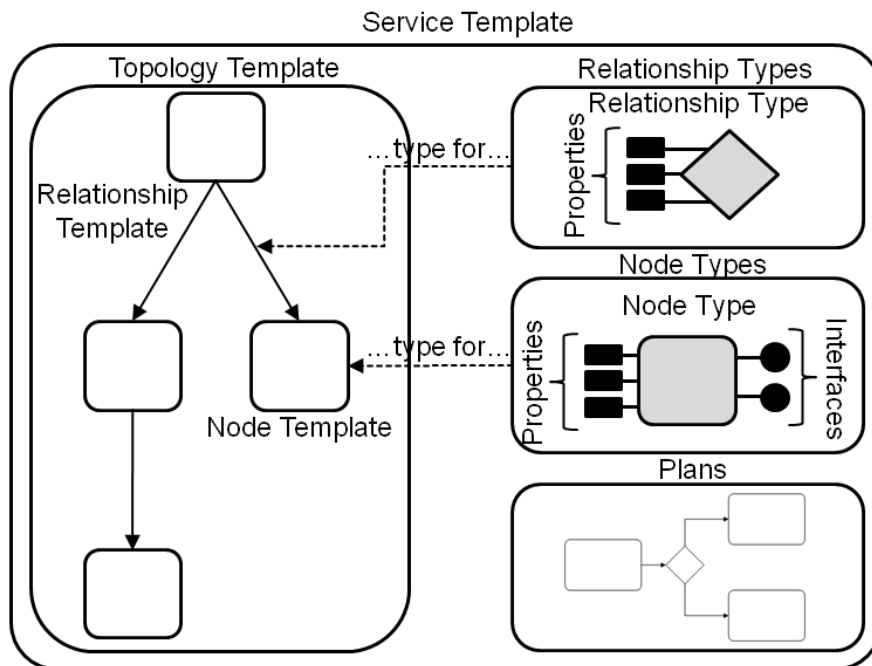 Service Template
Topology Template
Relationship
Template
Node Template
...type for...
...type for...
Relationship Types
Relationship Type
Properties
Node Types
Node Type
Properties
Interfaces
Plans